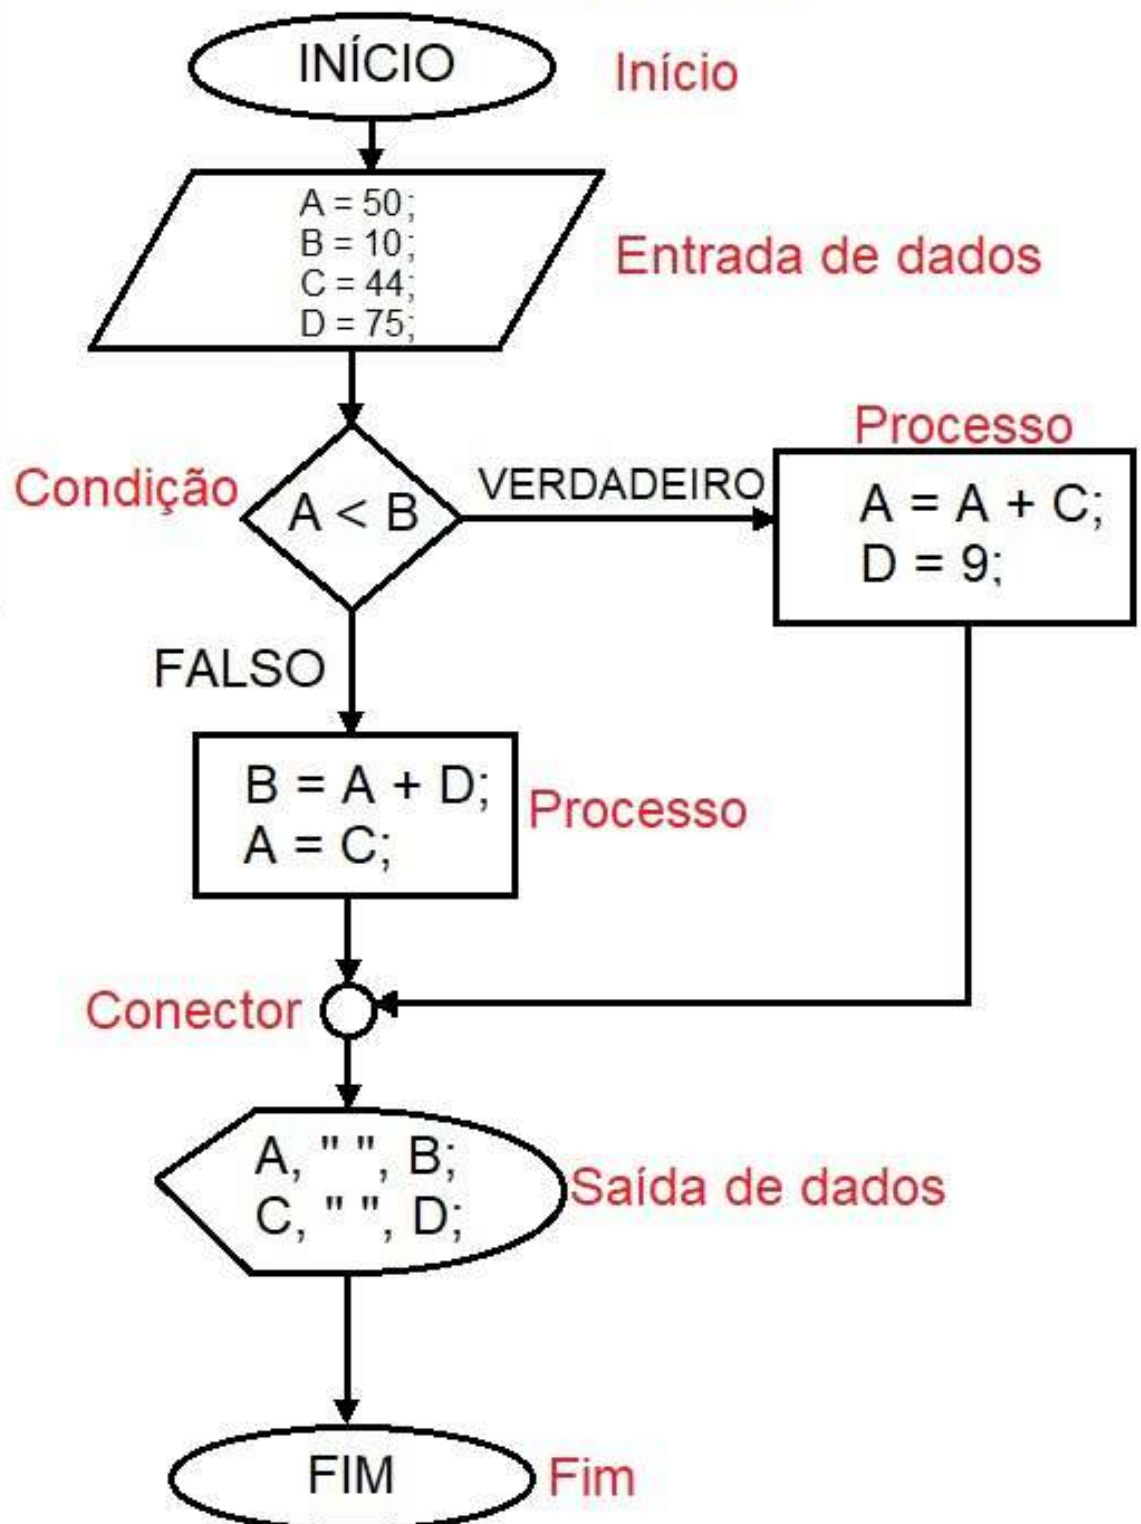 INÍCIO
Início
A = 50;
B = 10;
C = 44;
D = 75;
Entrada de dados
Condição
A < B
VERDADEIRO
Processo
A = A + C;
D = 9;
FALSO
B = A + D;
A = C;
Processo
Conector
A, " ", B;
C, " ", D;
Saída de dados
FIM
Fim